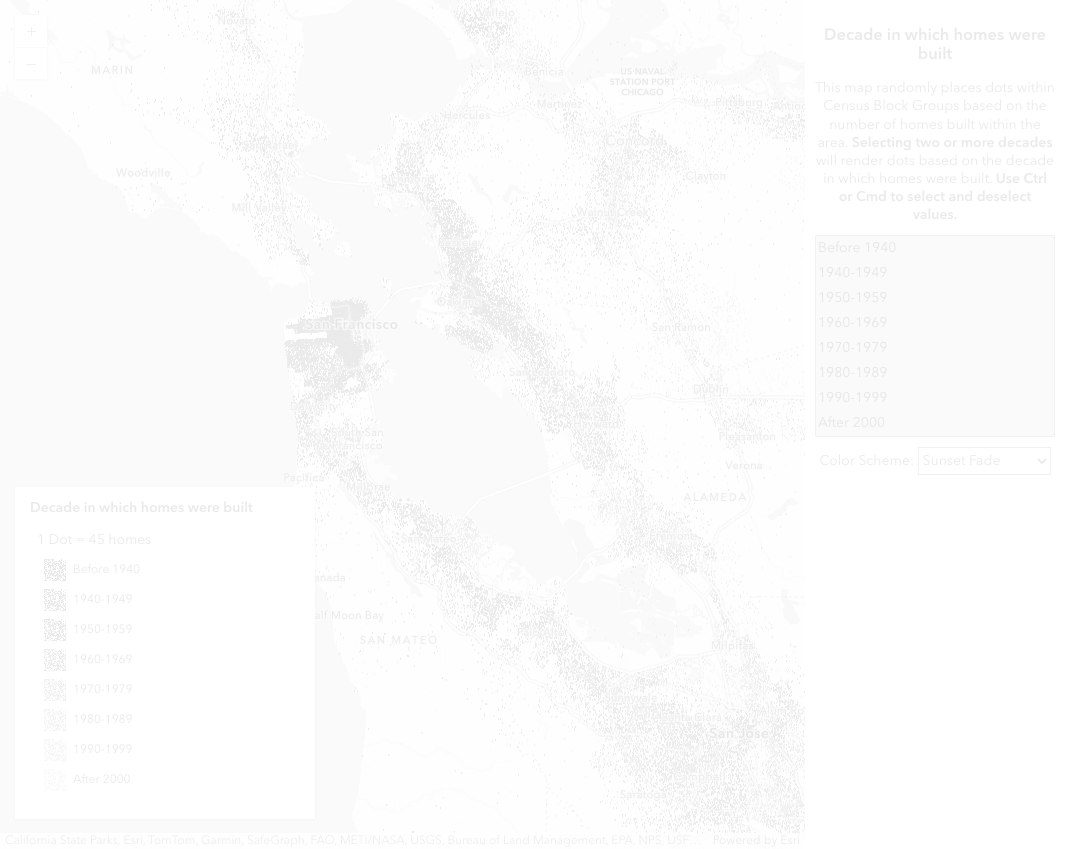 +
−
MARIN
Woodville
Mill Valley
Benicia
US NAVAL
STATION PORT
CHICAGO
Martinez
Hercules
Pittsburg
Concord
Clayton
Walnut Creek
San Francisco
San Ramon
Dublin
Pleasanton
Verona
ALAMEDA
Pacifica
Half Moon Bay
SAN MATEO
Milpitas
San Jose
Saratoga
Decade in which homes were built
1 Dot = 45 homes
Before 1940
1940-1949
1950-1959
1960-1969
1970-1979
1980-1989
1990-1999
After 2000
California State Parks, Esri, TomTom, Garmin, SafeGraph, FAO, METI/NASA, USGS, Bureau of Land Management, EPA, NPS, USF…
Powered by Esri
Decade in which homes were
built
This map randomly places dots within
Census Block Groups based on the
number of homes built within the
area. Selecting two or more decades
will render dots based on the decade
in which homes were built. Use Ctrl
or Cmd to select and deselect
values.
Before 1940
1940-1949
1950-1959
1960-1969
1970-1979
1980-1989
1990-1999
After 2000
Color Scheme: Sunset Fade